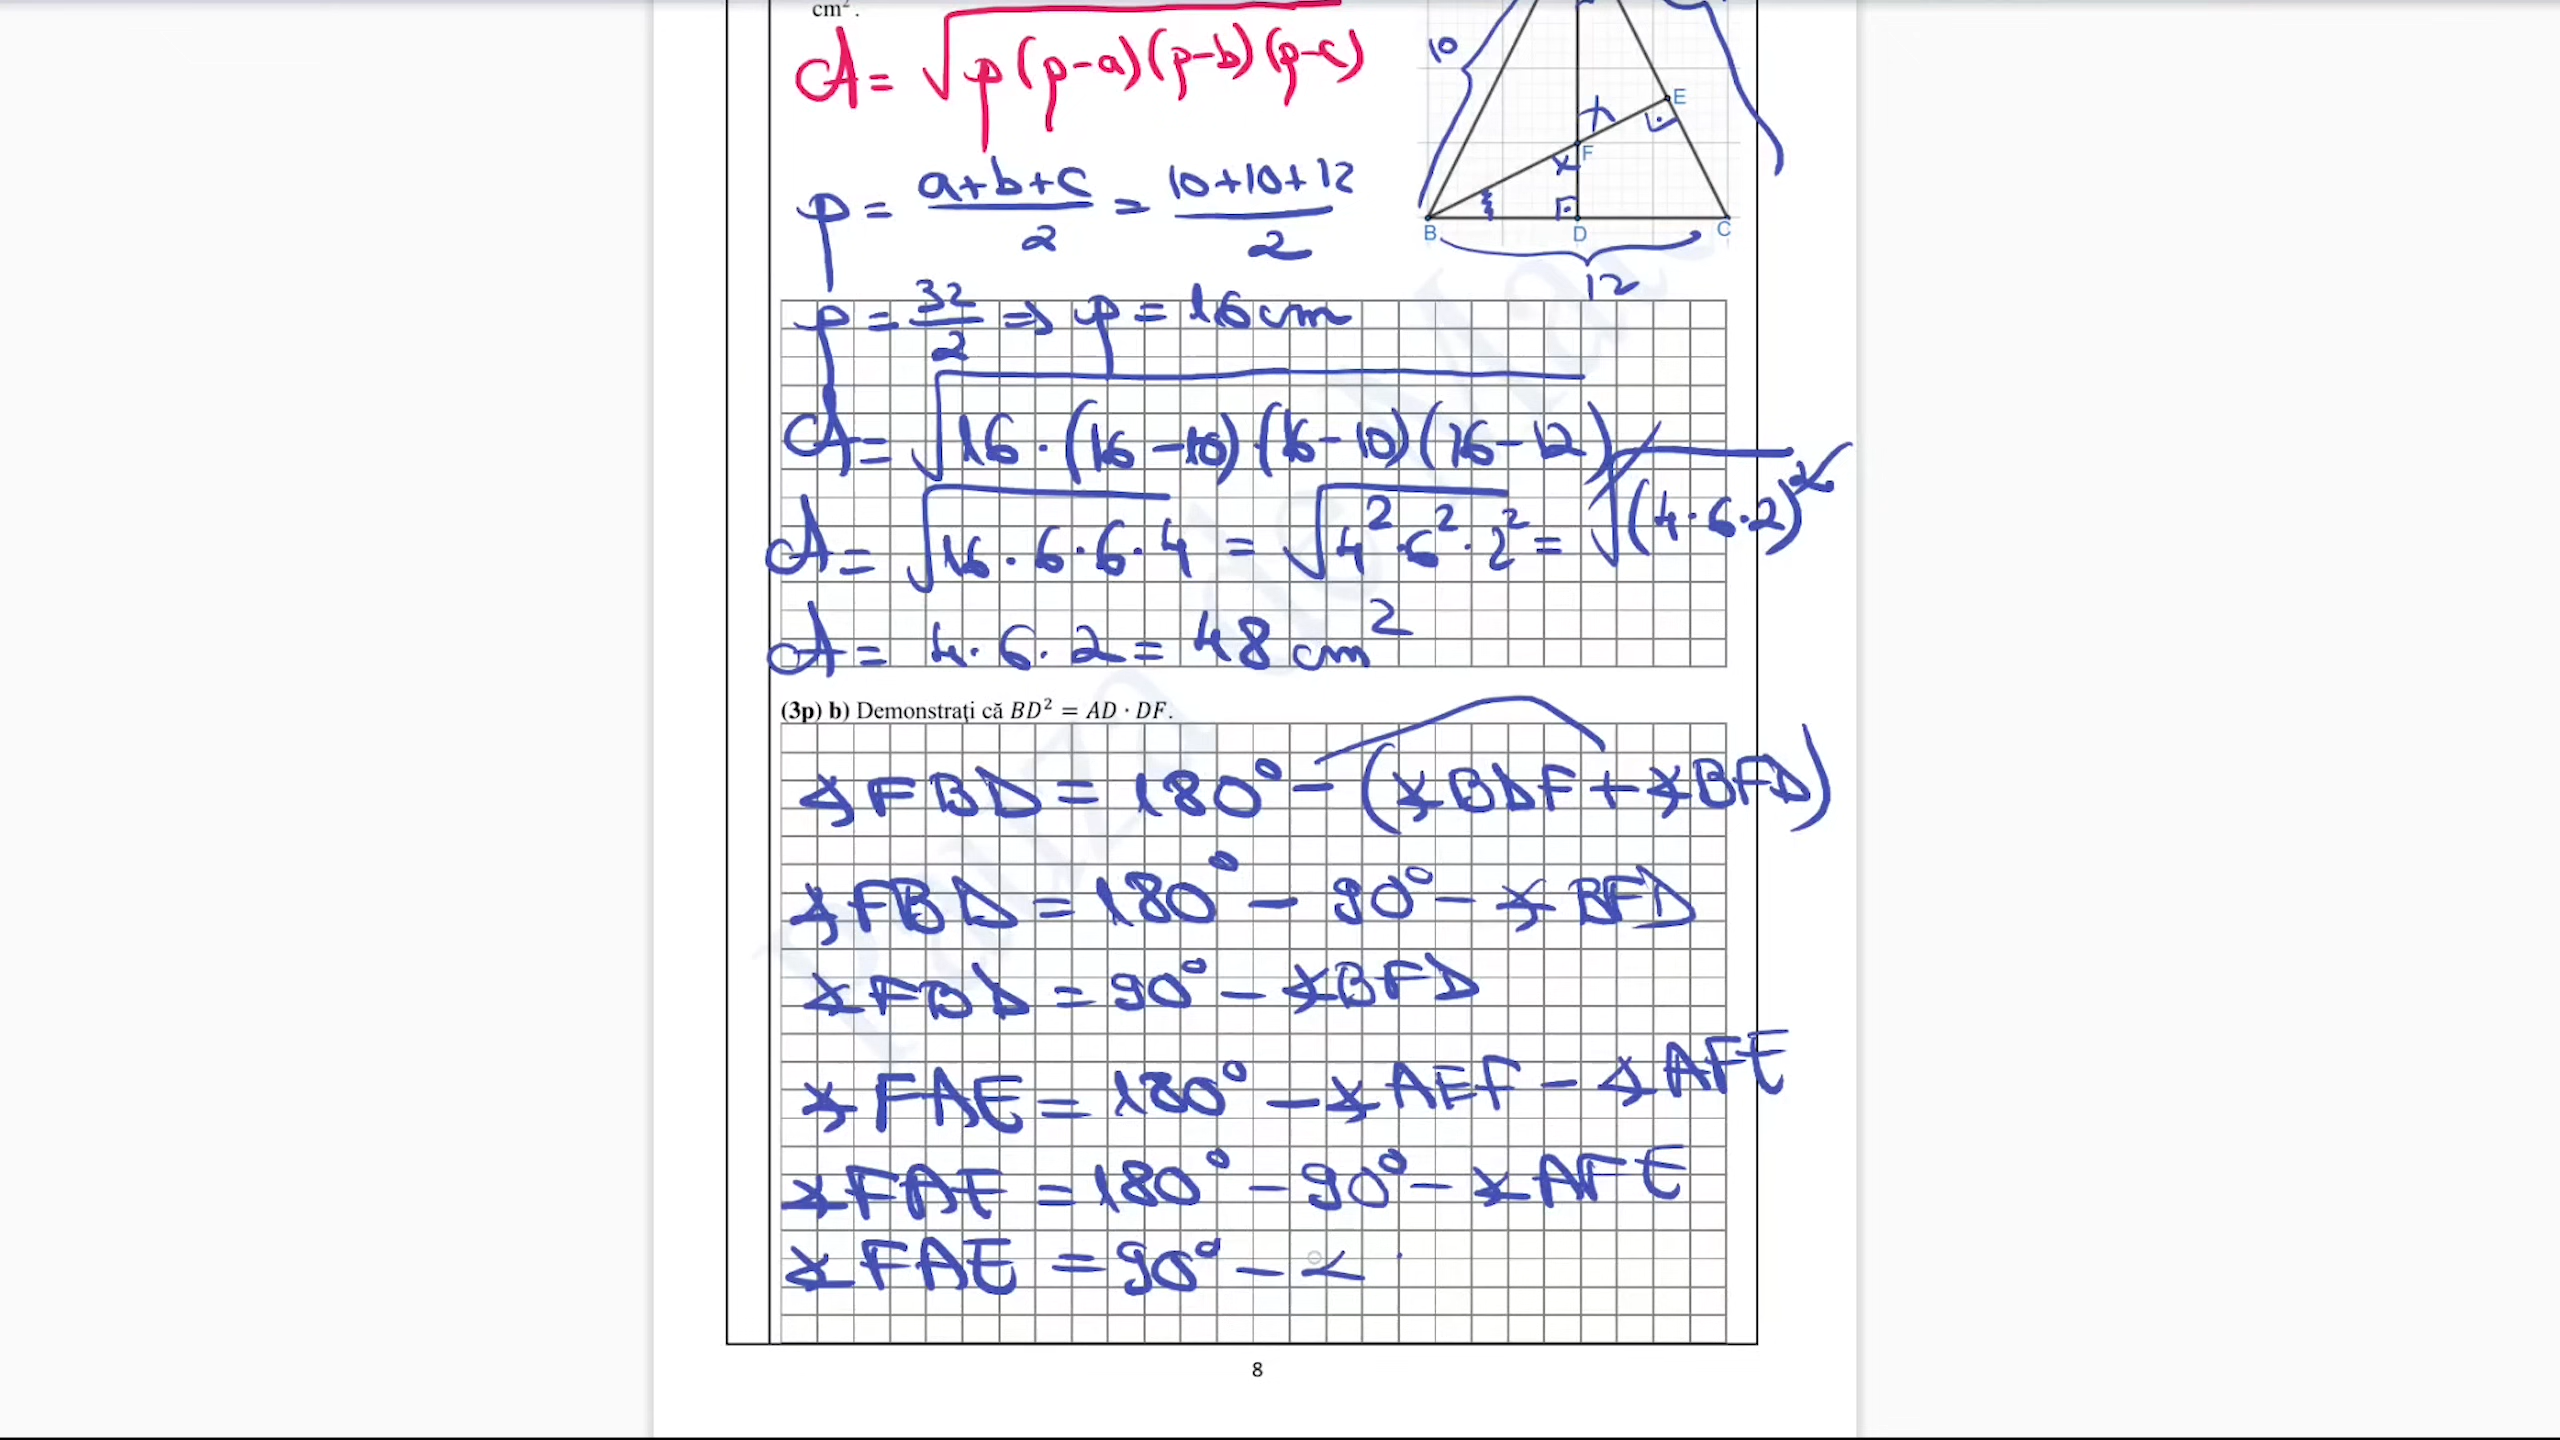 cm².
A = √p(p-a)(p-b)(p-c)
10
E
x
F
x
B
D
C
12
p = a+b+c/2 = 10+10+12/2
p = 32/2 => p = 16 cm
A = √16·(16-10)(16-10)(16-12)
A = √16·6·6·4 = √4²·6²·2² = √(4·6·2)²
A = 4·6·2 = 48 cm²
(3p) b) Demonstrați că BD² = AD · DF.
∢FBD = 180° - (∢BDF + ∢BFD)
∢FBD = 180° - 90° - ∢BFD
∢FBD = 90° - ∢BFD
∢FAE = 180° - ∢AEF - ∢AFE
∢FAE = 180° - 90° - ∢AFE
∢FAE = 90° - <
8